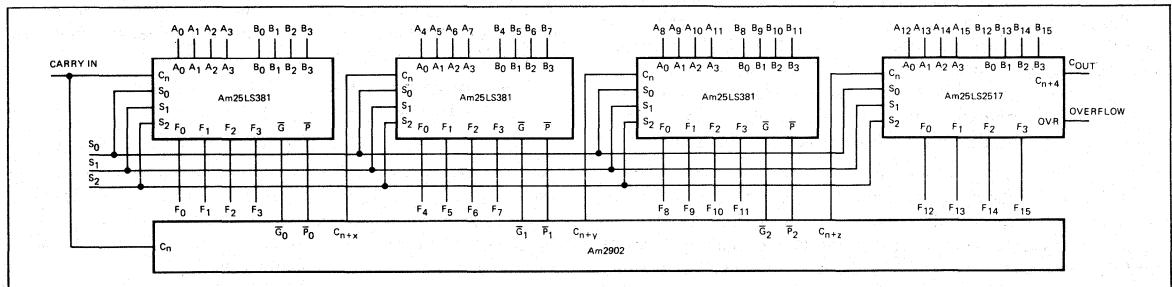 A0 A1 A2 A3 B0 B1 B2 B3 A4 A5 A6 A7 B4 B5 B6 B7 A8 A9 A10 A11 B8 B9 B10 B11 A12 A13 A14 A15 B12 B13 B14 B15
CARRY IN
Cn A0 A1 A2 A3 B0 B1 B2 B3
S0
S1
S2
Am25LS381
F0 F1 F2 F3 G̅ P̅
Cn A0 A1 A2 A3 B0 B1 B2 B3
S0
S1
S2
Am25LS381
F0 F1 F2 F3 G̅ P̅
Cn A0 A1 A2 A3 B0 B1 B2 B3
S0
S1
S2
Am25LS381
F0 F1 F2 F3 G̅ P̅
Cn A0 A1 A2 A3 B0 B1 B2 B3
S0
S1
S2
Am25LS2517
Cn+4
OVR
F0 F1 F2 F3
COUT
OVERFLOW
S0
S1
S2
F0 F1 F2 F3 F4 F5 F6 F7 F8 F9 F10 F11 F12 F13 F14 F15
Cn G̅0 P̅0 Cn+x G̅1 P̅1 Cn+y G̅2 P̅2 Cn+z
Am2902